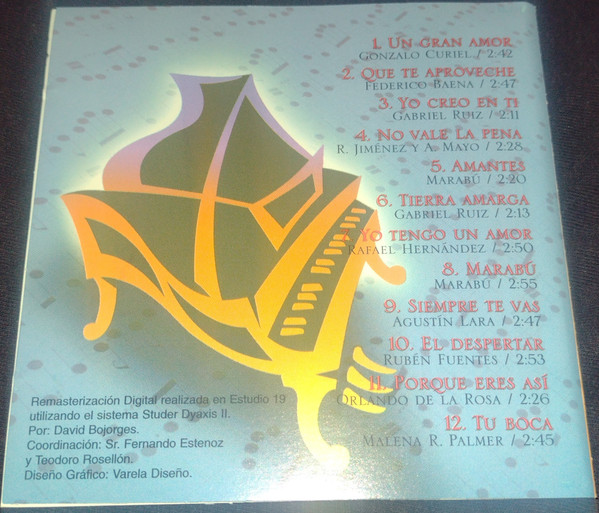 1. Un gran amor
Gonzalo Curiel / 2:42
2. Que te aproveche
Federico Baena / 2:47
3. Yo creo en ti
Gabriel Ruiz / 2:11
4. No vale la pena
R. Jiménez y A. Mayo / 2:28
5. Amantes
Marabú / 2:20
6. Tierra amarga
Gabriel Ruiz / 2:13
Yo tengo un amor
Rafael Hernández / 2:50
8. Marabú
Marabú / 2:55
9. Siempre te vas
Agustín Lara / 2:47
10. El despertar
Rubén Fuentes / 2:53
11. Porque eres así
Orlando de la Rosa / 2:26
12. Tu boca
Malena R. Palmer / 2:45
Remasterización Digital realizada en Estudio 19
utilizando el sistema Studer Dyaxis II.
Por: David Bojorges.
Coordinación: Sr. Fernando Estenoz
y Teodoro Rosellón.
Diseño Gráfico: Varela Diseño.